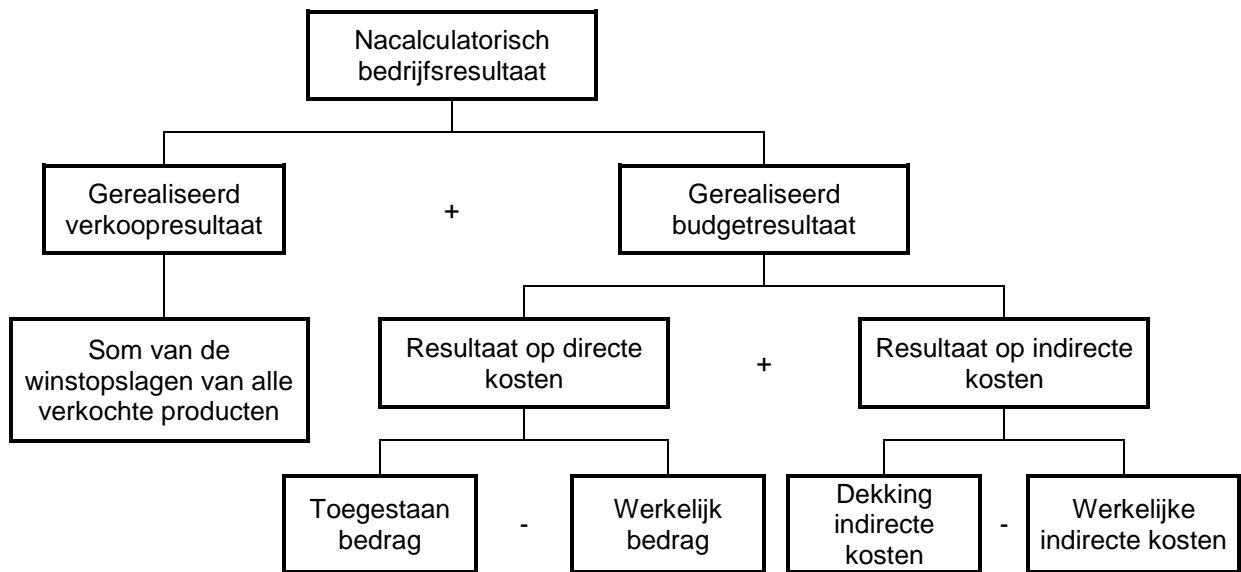 Nacalculatorisch
bedrijfsresultaat
Gerealiseerd
verkoopresultaat
+
Gerealiseerd
budgetresultaat
Som van de
winstopslagen van alle
verkochte producten
Resultaat op directe
kosten
+
Resultaat op indirecte
kosten
Toegestaan
bedrag
-
Werkelijk
bedrag
Dekking
indirecte
kosten
-
Werkelijke
indirecte kosten